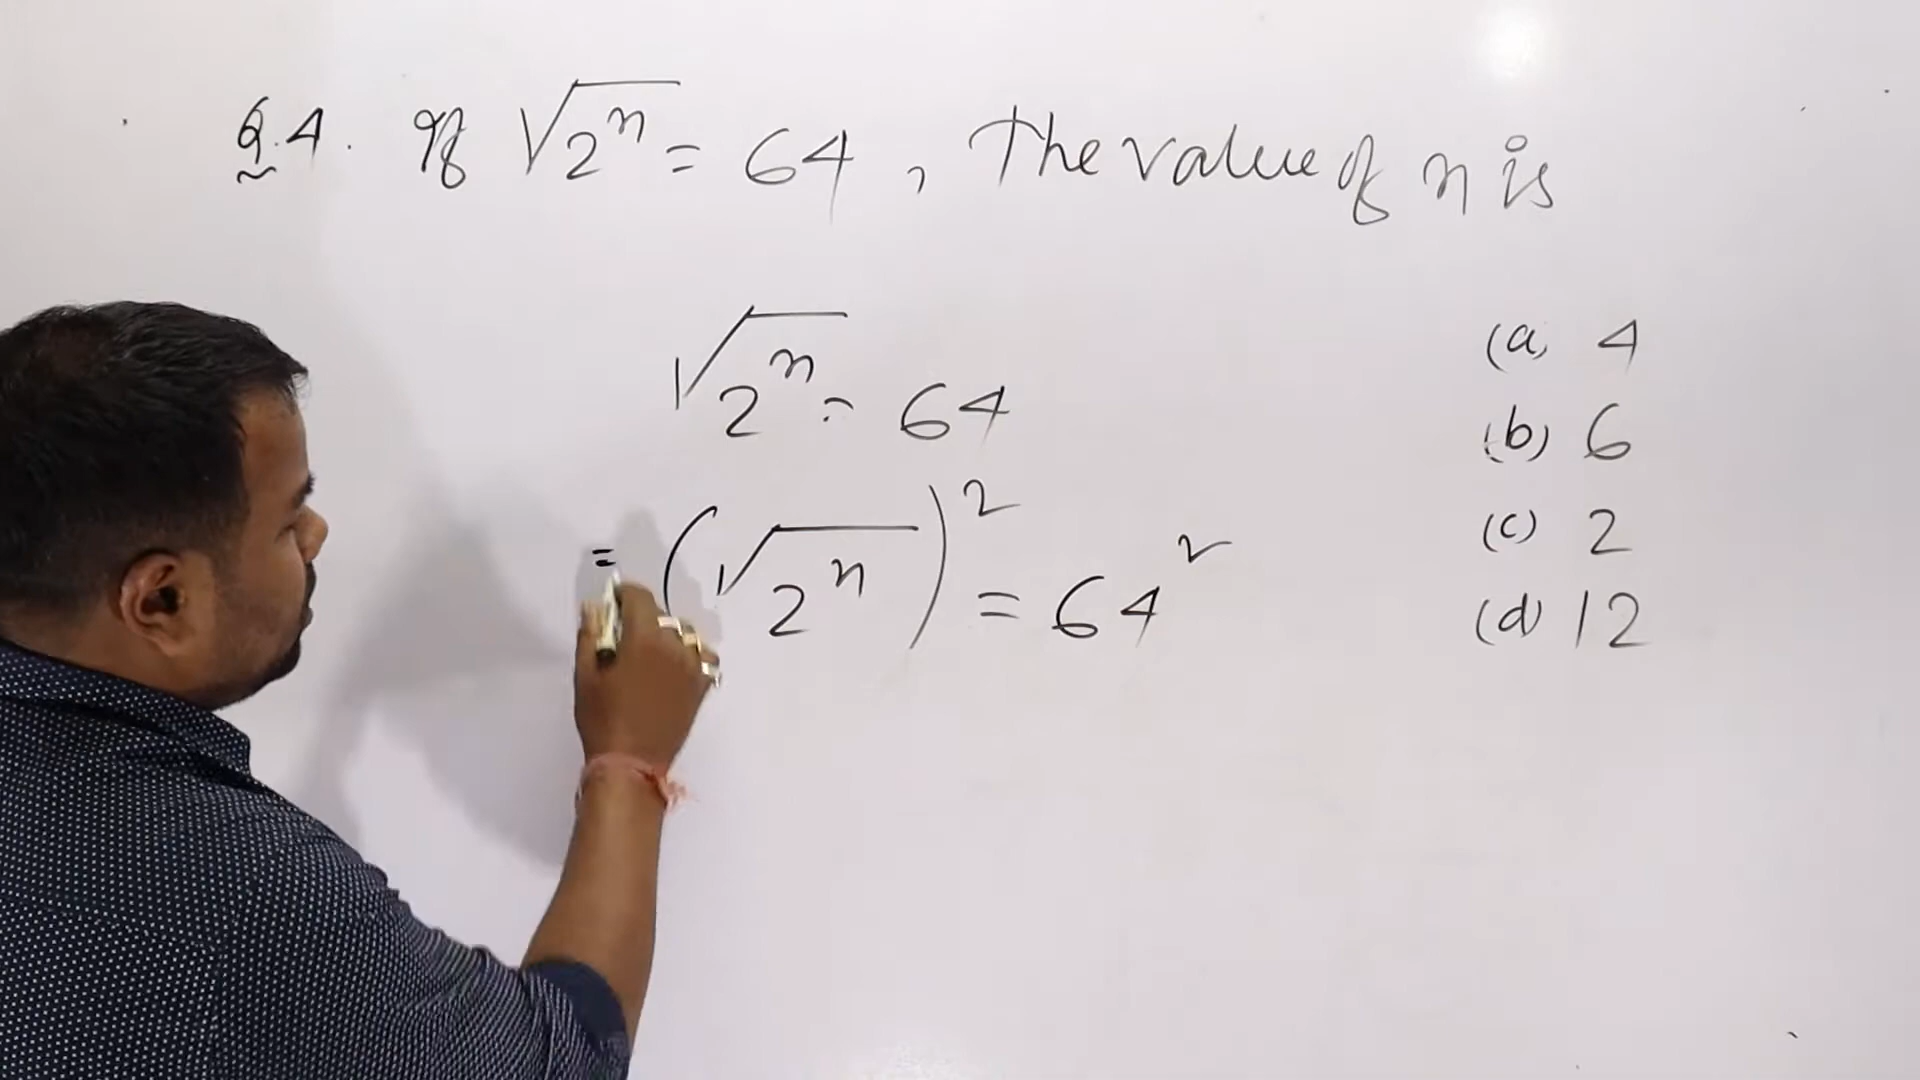 Q.4. If √2ⁿ = 64, The value of n is
√2ⁿ = 64
= (√2ⁿ)² = 64²
(a) 4
(b) 6
(c) 2
(d) 12